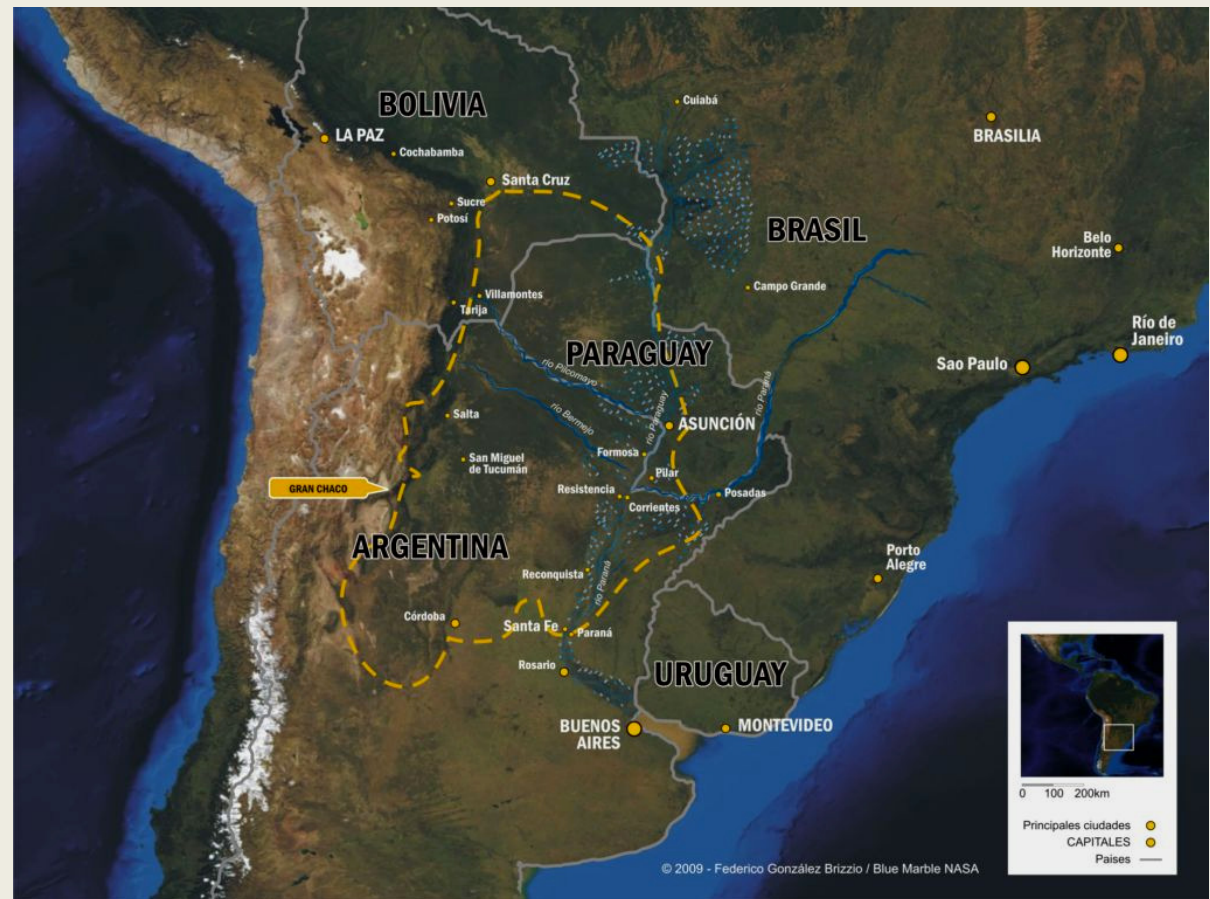 Cuiabá
BOLIVIA
LA PAZ
BRASILIA
Cochabamba
Santa Cruz
Sucre
Potosí
BRASIL
Belo
Horizonte
Campo Grande
Villamontes
Tarija
Río de
Janeiro
PARAGUAY
Sao Paulo
río Pilcomayo
río Paraná
río Bermejo
río Paraguay
Salta
ASUNCIÓN
San Miguel
de Tucumán
Formosa
Pilar
GRAN CHACO
Resistencia
Posadas
Corrientes
ARGENTINA
Porto
Alegre
Reconquista
río Paraná
Córdoba
Santa Fe
Paraná
Rosario
URUGUAY
BUENOS
AIRES
MONTEVIDEO
0 100 200km
Principales ciudades
CAPITALES
Paises
© 2009 - Federico González Brizzio / Blue Marble NASA